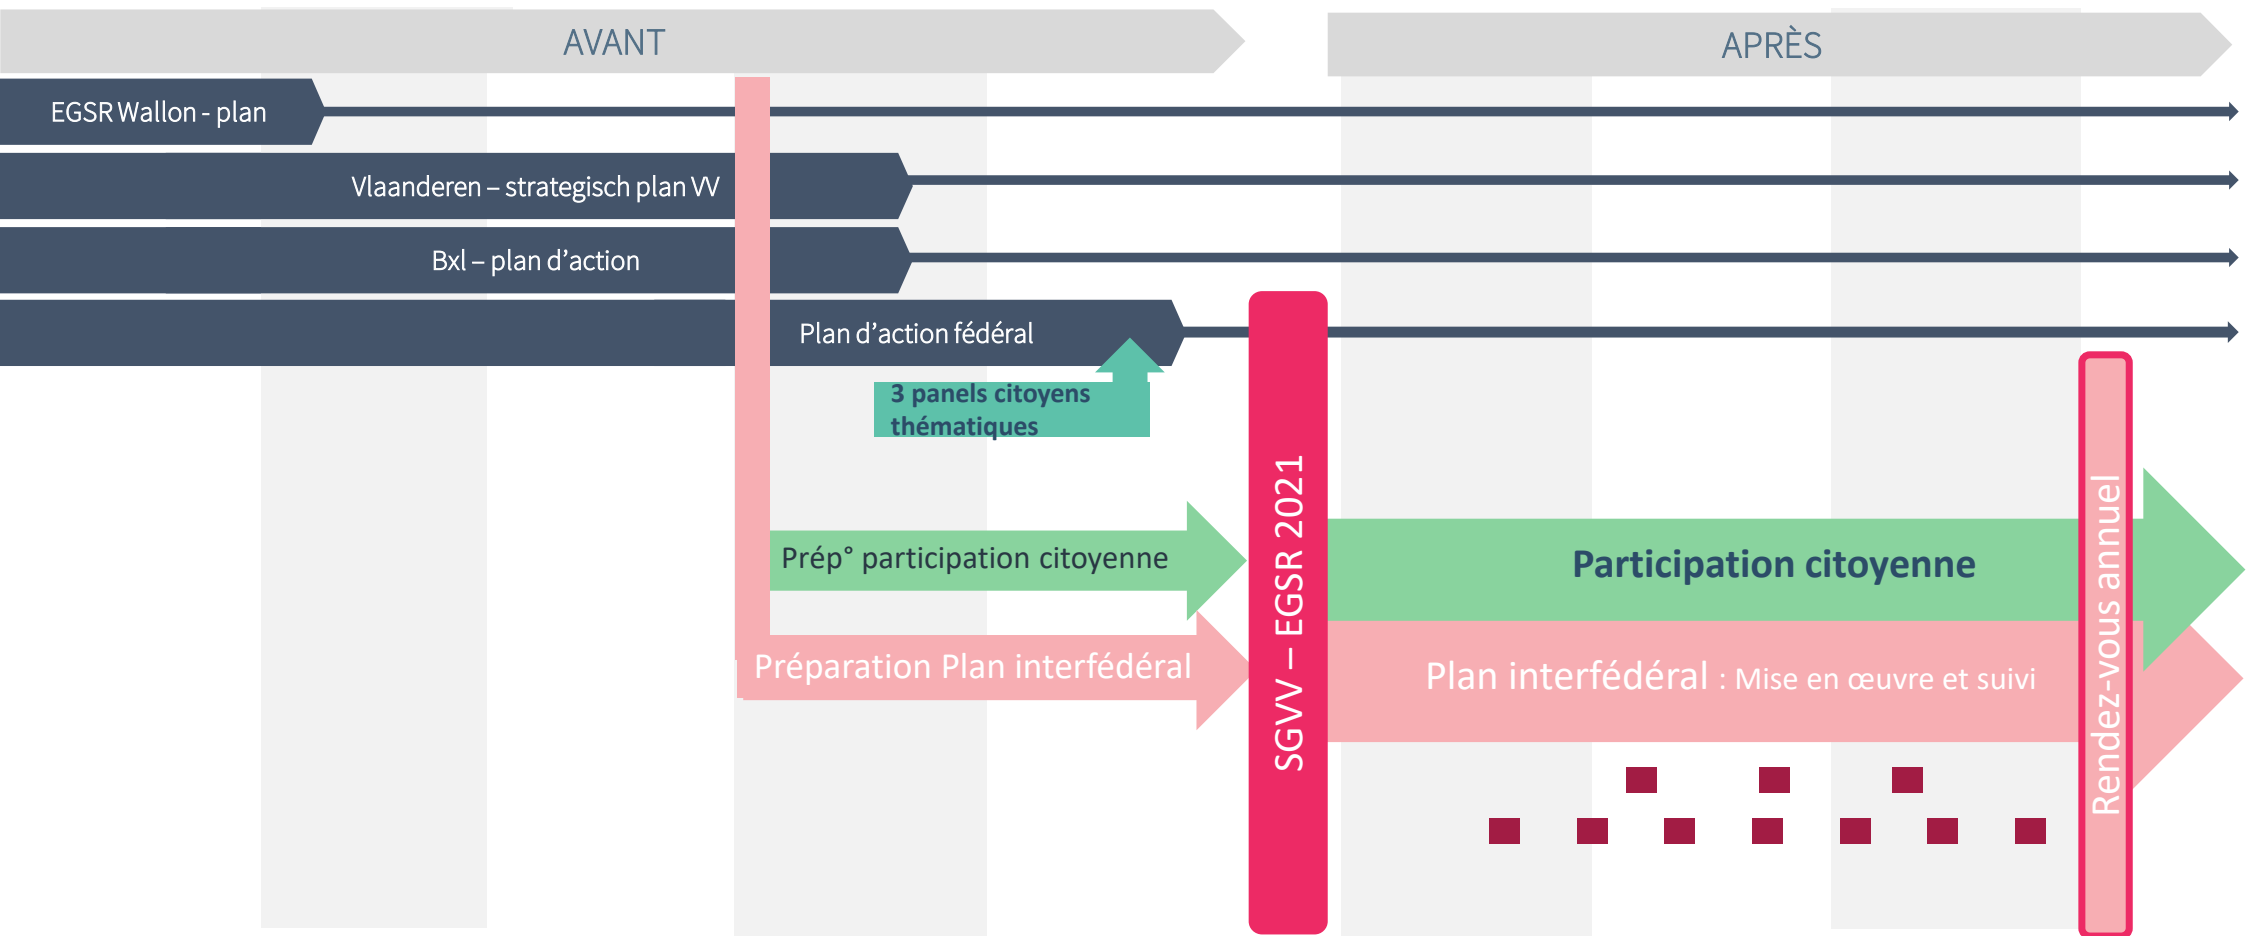 AVANT
APRÈS
EGSR Wallon - plan
Vlaanderen – strategisch plan VV
Bxl – plan d’action
Plan d’action fédéral
3 panels citoyens
thématiques
SGVV – EGSR 2021
Prép° participation citoyenne
Participation citoyenne
Préparation Plan interfédéral
Plan interfédéral : Mise en œuvre et suivi
Rendez-vous annuel